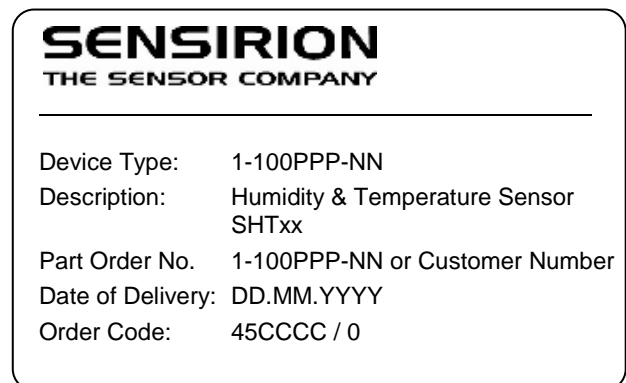 SENSIRION
THE SENSOR COMPANY
Device Type: 1-100PPP-NN
Description: Humidity & Temperature Sensor
SHTxx
Part Order No. 1-100PPP-NN or Customer Number
Date of Delivery: DD.MM.YYYY
Order Code: 45CCCC / 0